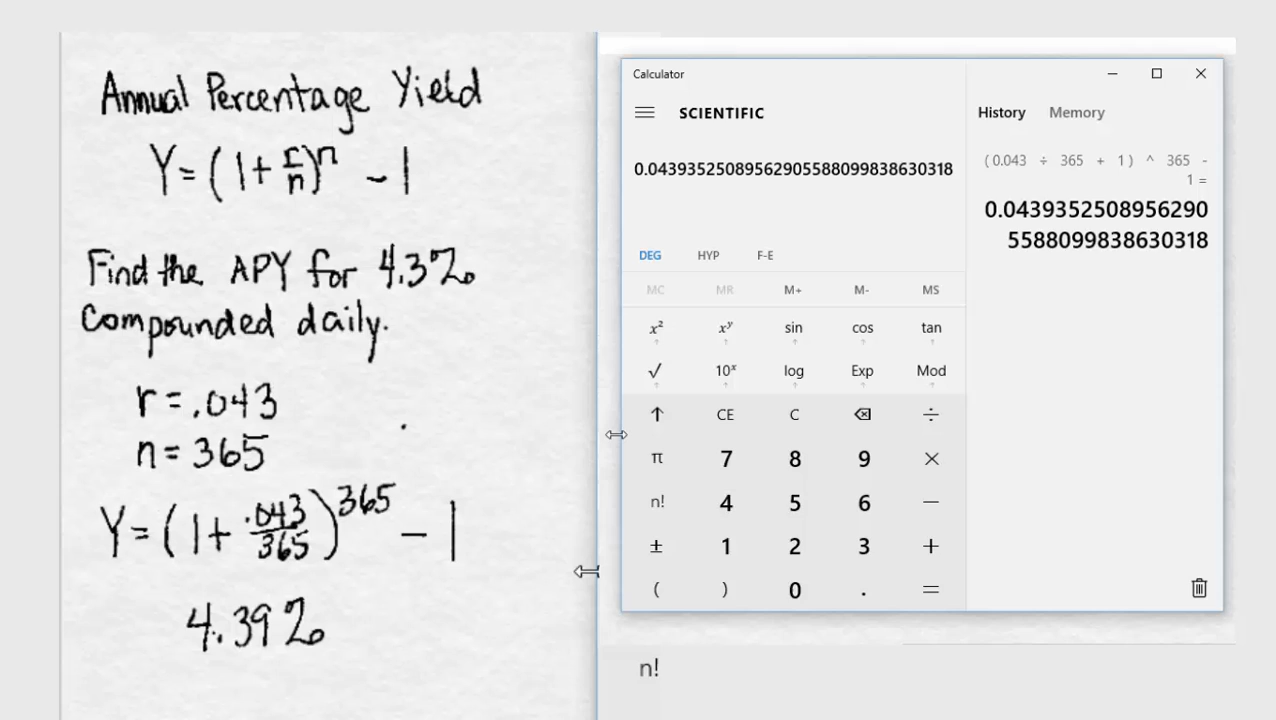 Annual Percentage Yield
Y = (1 + r/n)^n - 1
Find the APY for 4.3%
compounded daily.
r = .043
n = 365
Y = (1 + .043/365)^365 - 1
4.39%
Calculator
SCIENTIFIC
0.04393525089562905588099838630318
DEG HYP F-E
MC MR M+ M- MS
x² xʸ sin cos tan
√ 10ˣ log Exp Mod
↑ CE C ⌫ ÷
π 7 8 9 ×
n! 4 5 6 −
± 1 2 3 +
( ) 0 . =
History Memory
(0.043 ÷ 365 + 1) ^ 365 -
1 =
0.0439352508956290
5588099838630318
n!